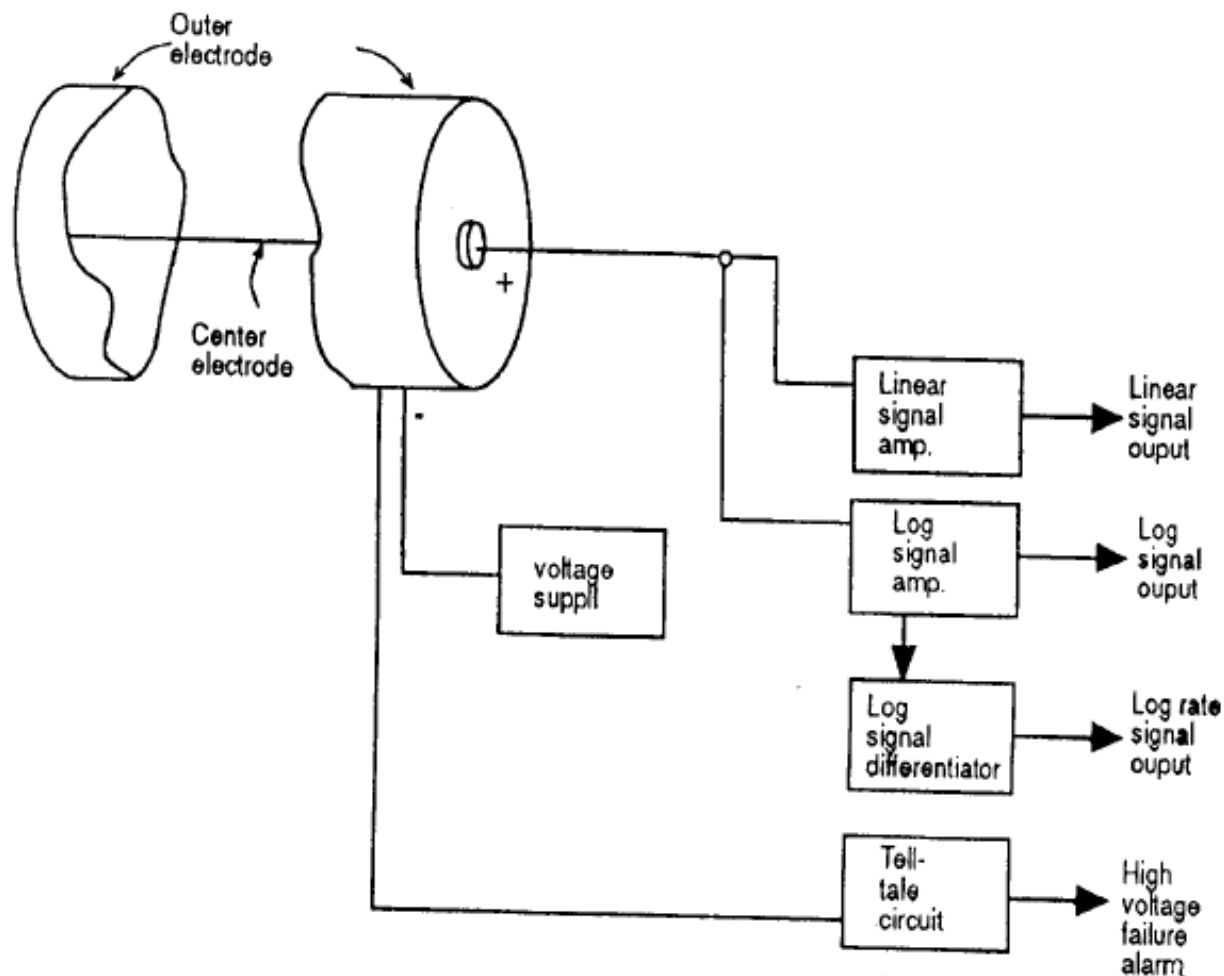 Outer
electrode
Center
electrode
+
-
voltage
supplt
Linear
signal
amp.
Linear
signal
ouput
Log
signal
amp.
Log
signal
ouput
Log
signal
differentiator
Log rate
signal
ouput
Tell-
tale
circuit
High
voltage
failure
alarm